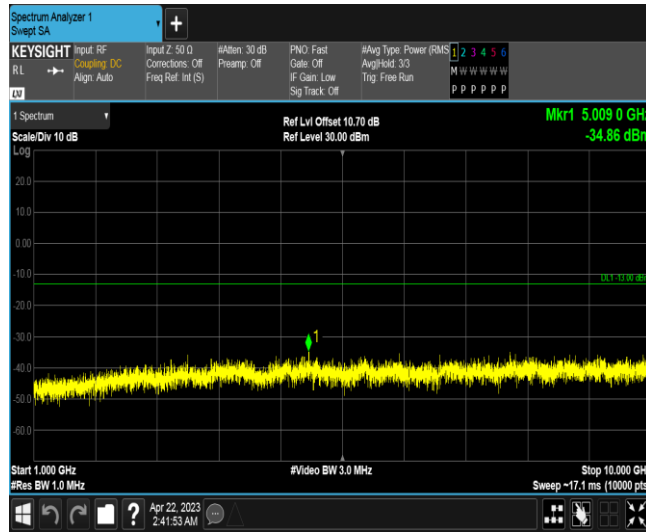 Spectrum Analyzer 1
Swept SA
+
KEYSIGHT
RL
LXI
Input: RF
Coupling: DC
Align: Auto
Input Z: 50 Ω
Corrections: Off
Freq Ref: Int (S)
#Atten: 30 dB
Preamp: Off
PNO: Fast
Gate: Off
IF Gain: Low
Sig Track: Off
#Avg Type: Power (RMS
Avg|Hold: 3/3
Trig: Free Run
1 2 3 4 5 6
M W W W W W
P P P P P P
1 Spectrum
Scale/Div 10 dB
Log
Ref Lvl Offset 10.70 dB
Ref Level 30.00 dBm
Mkr1 5.009 0 GHz
-34.86 dBm
20.0
10.0
0.00
-10.0
DL1 -13.00 dBm
-20.0
-30.0
1
-40.0
-50.0
-60.0
Start 1.000 GHz
#Res BW 1.0 MHz
#Video BW 3.0 MHz
Stop 10.000 GHz
Sweep ~17.1 ms (10000 pts
?
Apr 22, 2023
2:41:53 AM